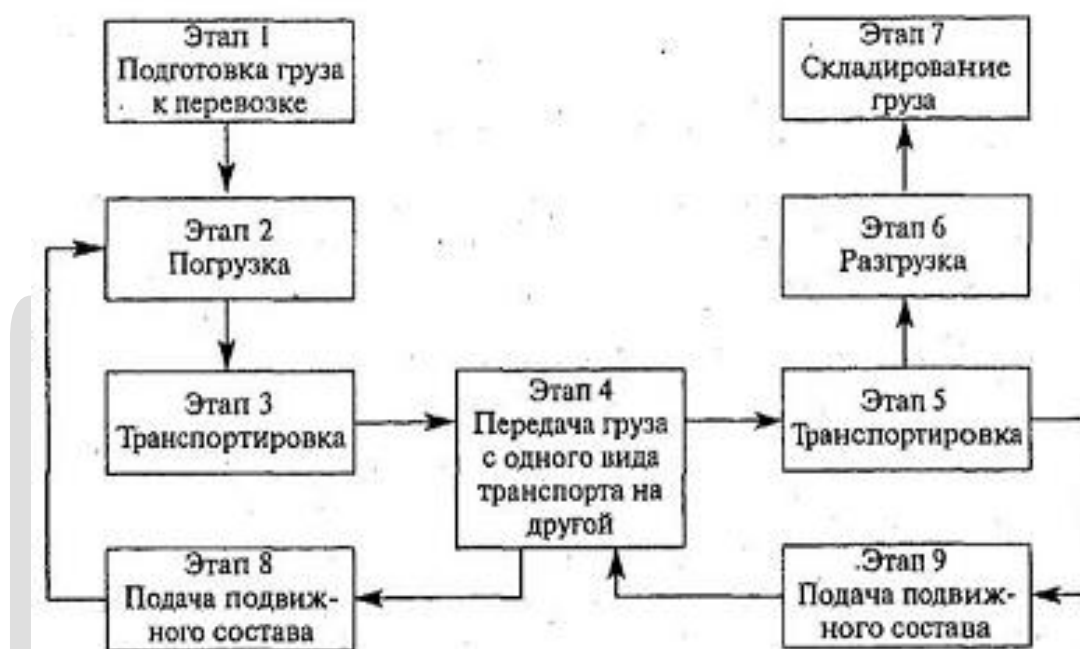 Этап 1
Подготовка груза
к перевозке
Этап 2
Погрузка
Этап 3
Транспортировка
Этап 4
Передача груза
с одного вида
транспорта на
другой
Этап 5
Транспортировка
Этап 6
Разгрузка
Этап 7
Складирование
груза
Этап 8
Подача подвиж-
ного состава
Этап 9
Подача подвиж-
ного состава